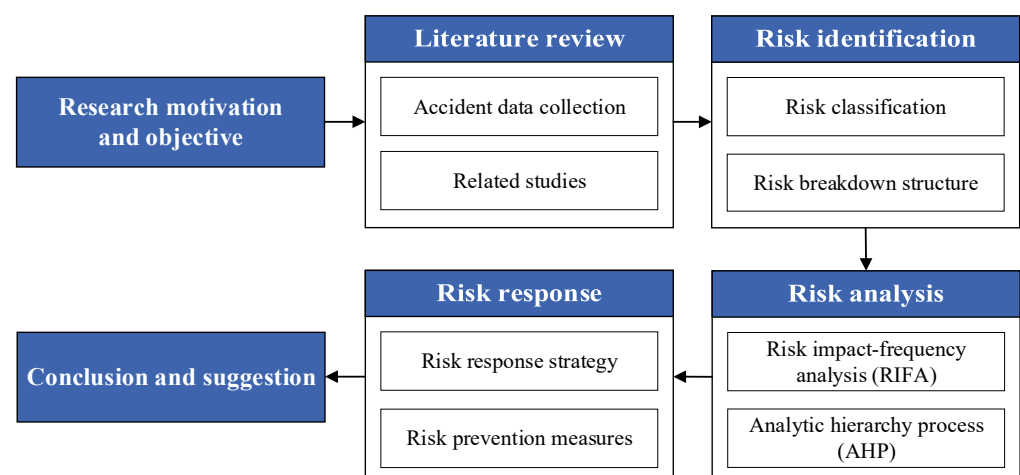 Research motivation
and objective
Literature review
Accident data collection
Related studies
Risk identification
Risk classification
Risk breakdown structure
Risk analysis
Risk impact-frequency
analysis (RIFA)
Analytic hierarchy process
(AHP)
Risk response
Risk response strategy
Risk prevention measures
Conclusion and suggestion